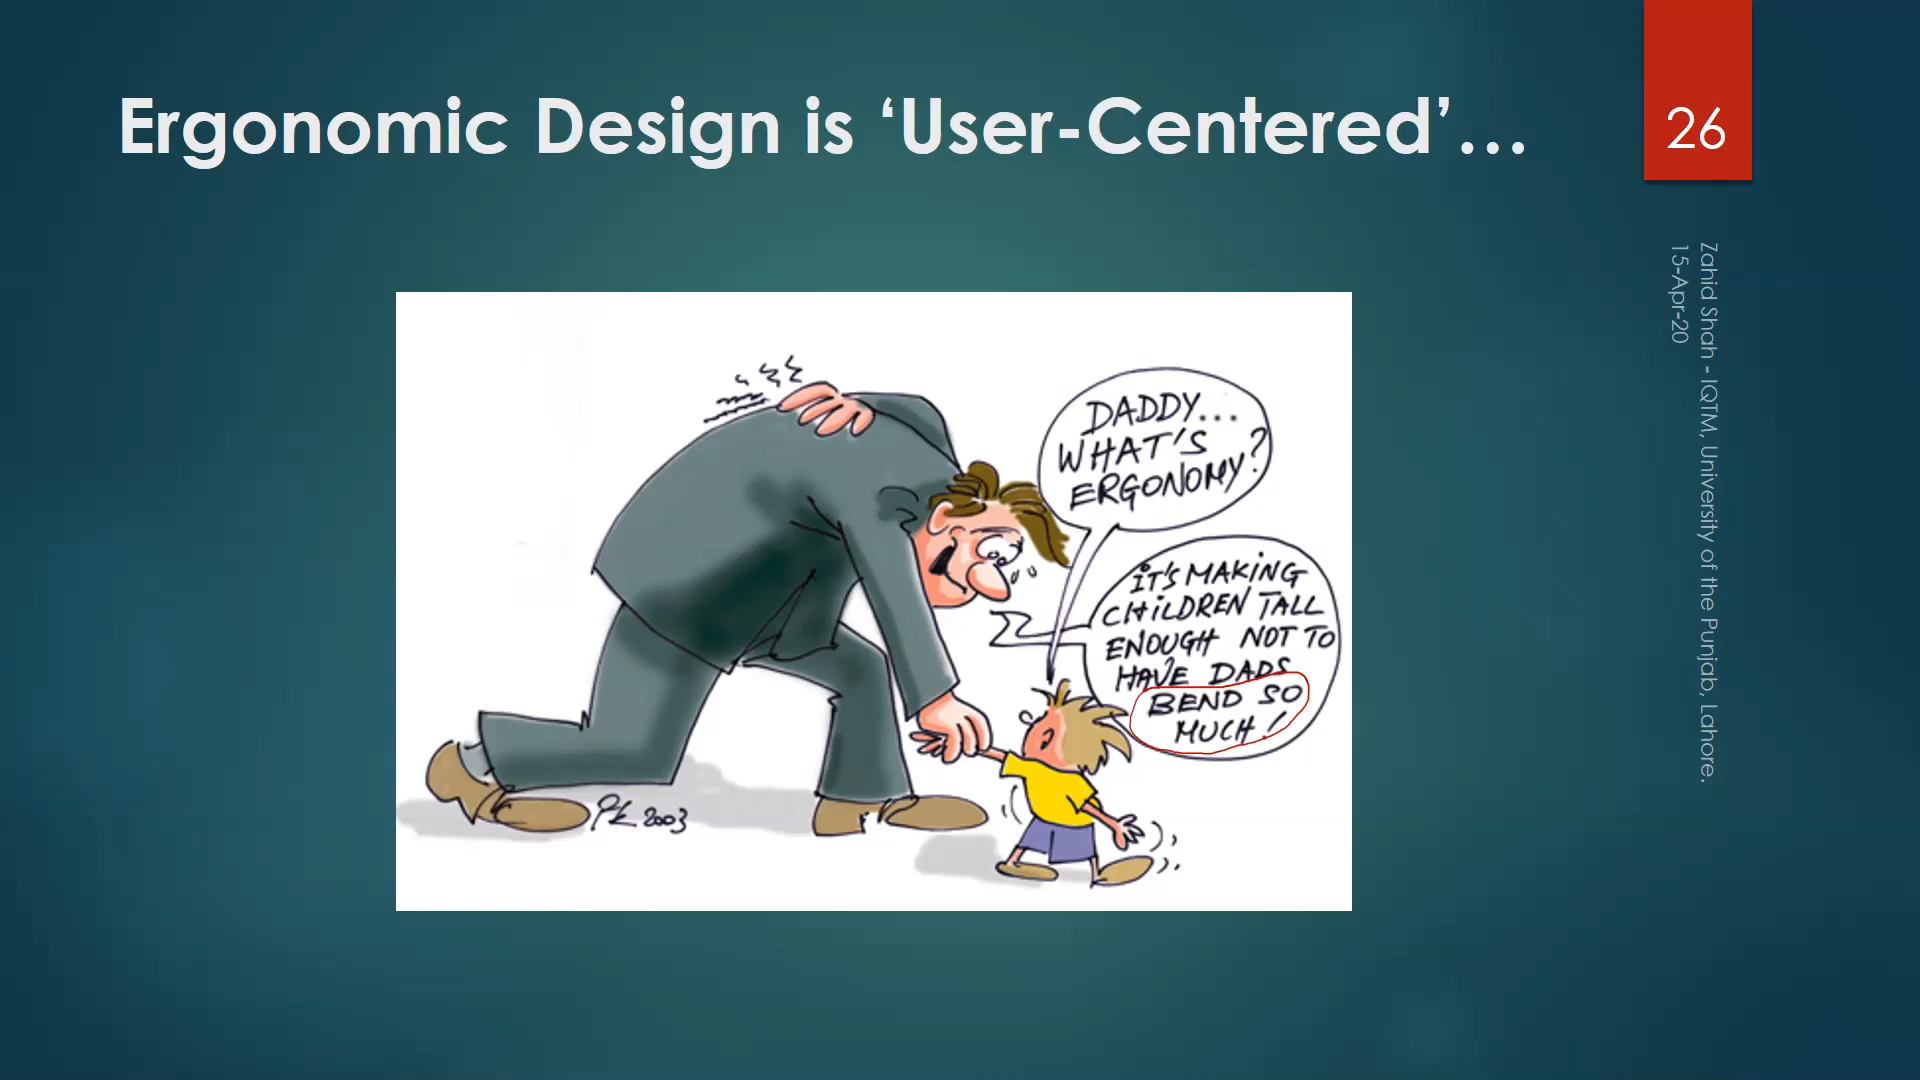 Ergonomic Design is ‘User-Centered’…
26
Zahid Shah - IQTM, University of the Punjab, Lahore.
15-Apr-20
DADDY...
WHAT'S
ERGONOMY?
IT'S MAKING
CHILDREN TALL
ENOUGH NOT TO
HAVE DADS
BEND SO
MUCH!
2003